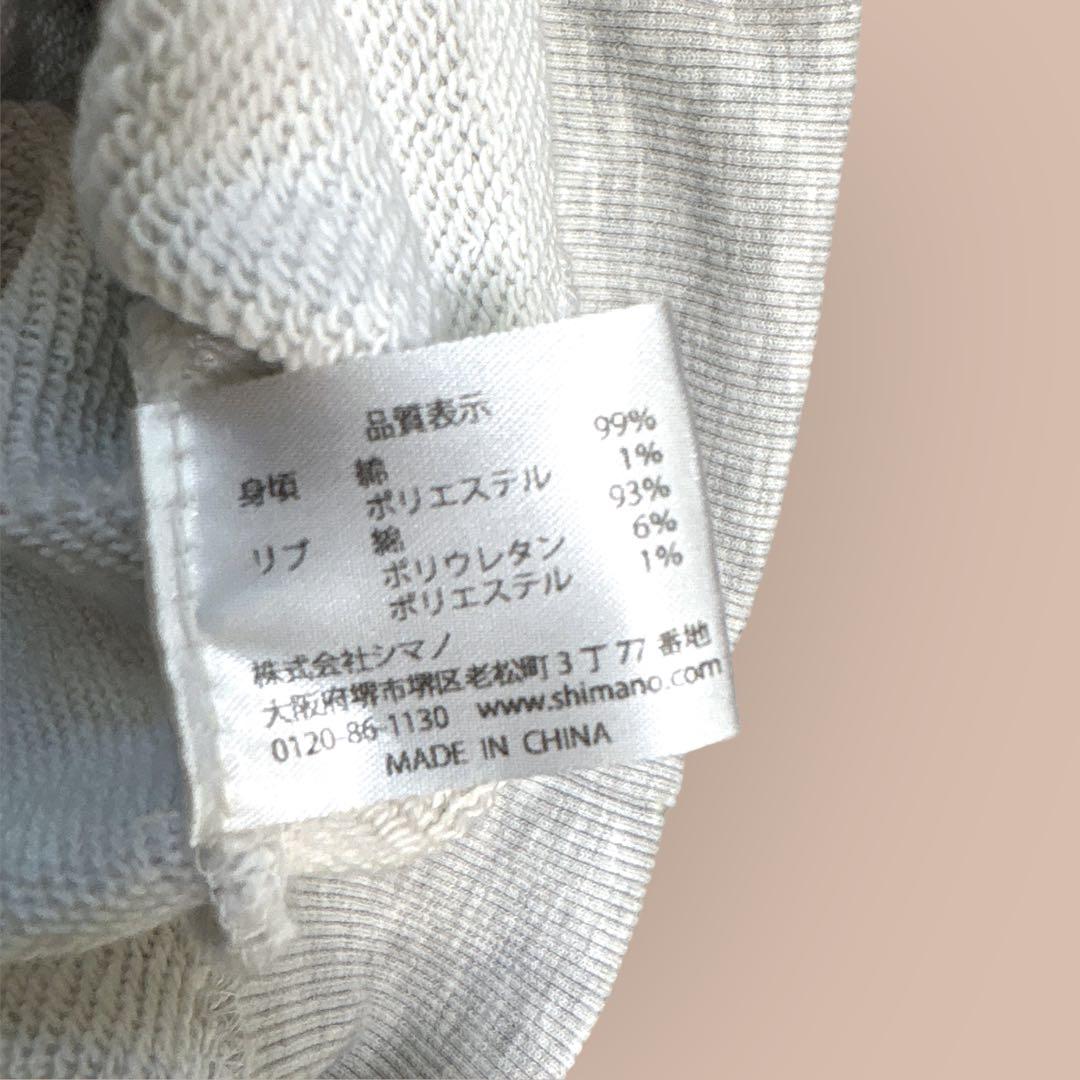 品質表示
身頃 綿 99%
ポリエステル 1%
リブ 綿 93%
ポリウレタン 6%
ポリエステル 1%
株式会社シマノ
大阪府堺市堺区老松町3丁77番地
0120-86-1130 www.shimano.com
MADE IN CHINA